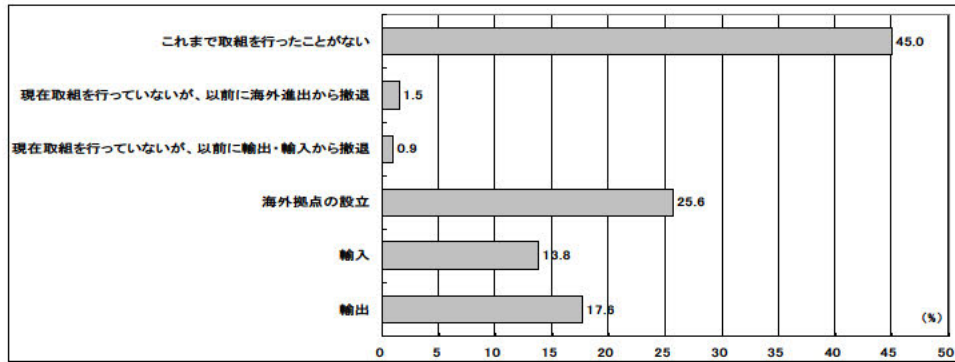 これまで取組を行ったことがない
45.0
現在取組を行っていないが、以前に海外進出から撤退
1.5
現在取組を行っていないが、以前に輸出・輸入から撤退
0.9
海外拠点の設立
25.6
輸入
13.8
輸出
17.6
(%)
0 5 10 15 20 25 30 35 40 45 50